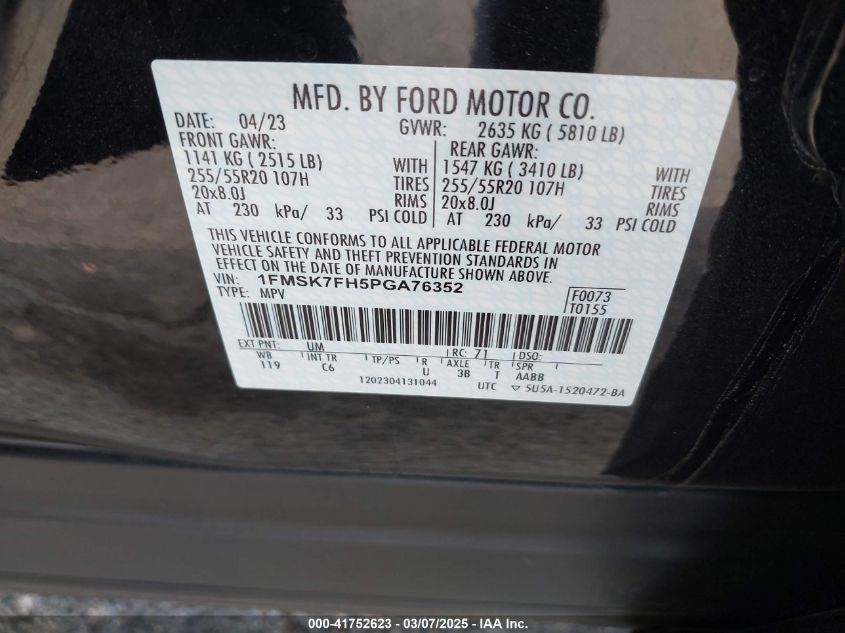 MFD. BY FORD MOTOR CO.
DATE: 04/23 GVWR: 2635 KG ( 5810 LB)
FRONT GAWR: REAR GAWR:
1141 KG ( 2515 LB) WITH 1547 KG ( 3410 LB) WITH
255/55R20 107H TIRES 255/55R20 107H TIRES
20x8.0J RIMS 20x8.0J RIMS
AT 230 kPa/ 33 PSI COLD AT 230 kPa/ 33 PSI COLD
THIS VEHICLE CONFORMS TO ALL APPLICABLE FEDERAL MOTOR
VEHICLE SAFETY AND THEFT PREVENTION STANDARDS IN
EFFECT ON THE DATE OF MANUFACTURE SHOWN ABOVE.
VIN: 1FMSK7FH5PGA76352
TYPE: MPV F0073
T0155
EXT PNT: UM RC: 71 DSO:
WB INT TR TP/PS R AXLE TR SPR
119 C6 U 3B T AABB
1202304131044 UTC ▽ 5U5A-1520472-BA
000-41752623 - 03/07/2025 - IAA Inc.